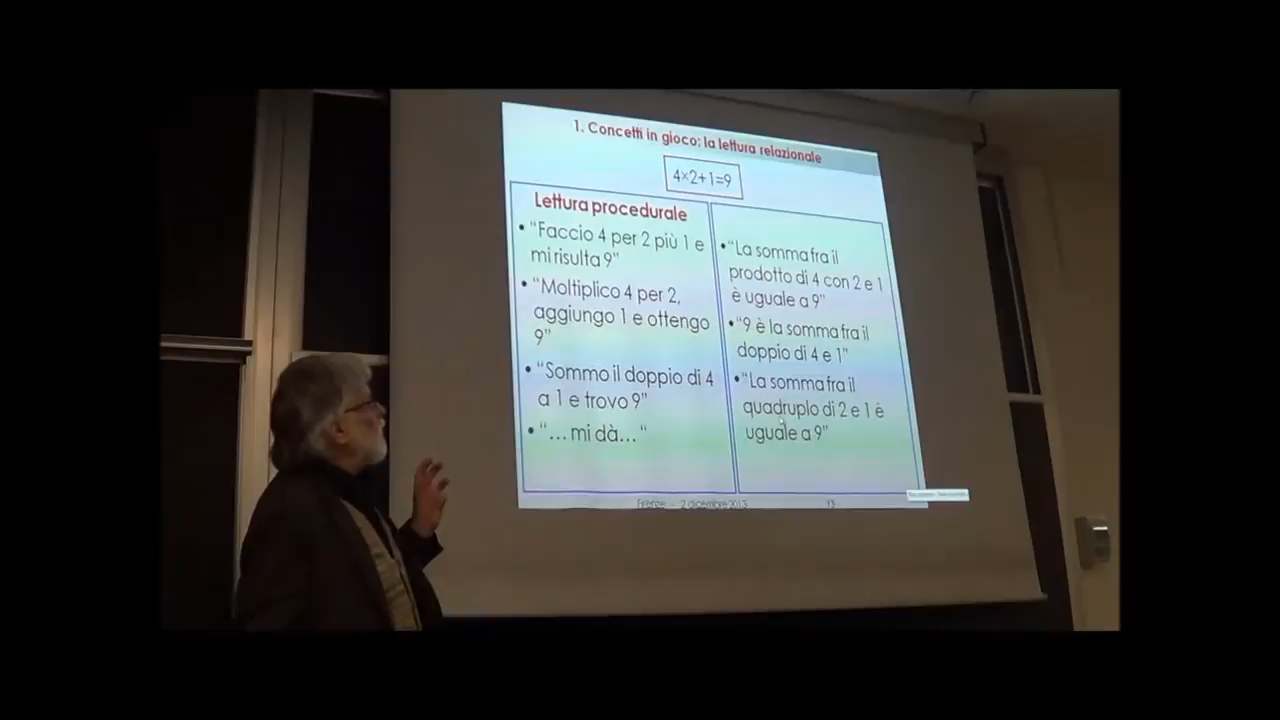 1. Concetti in gioco: la lettura relazionale
4×2+1=9
Lettura procedurale
• "Faccio 4 per 2 più 1 e
mi risulta 9"
• "Moltiplico 4 per 2,
aggiungo 1 e ottengo
9"
• "Sommo il doppio di 4
a 1 e trovo 9"
• "... mi dà... "
• "La somma fra il
prodotto di 4 con 2 e 1
è uguale a 9"
• "9 è la somma fra il
doppio di 4 e 1"
• "La somma fra il
quadruplo di 2 e 1 è
uguale a 9"
Firenze - 2 dicembre 2013
13